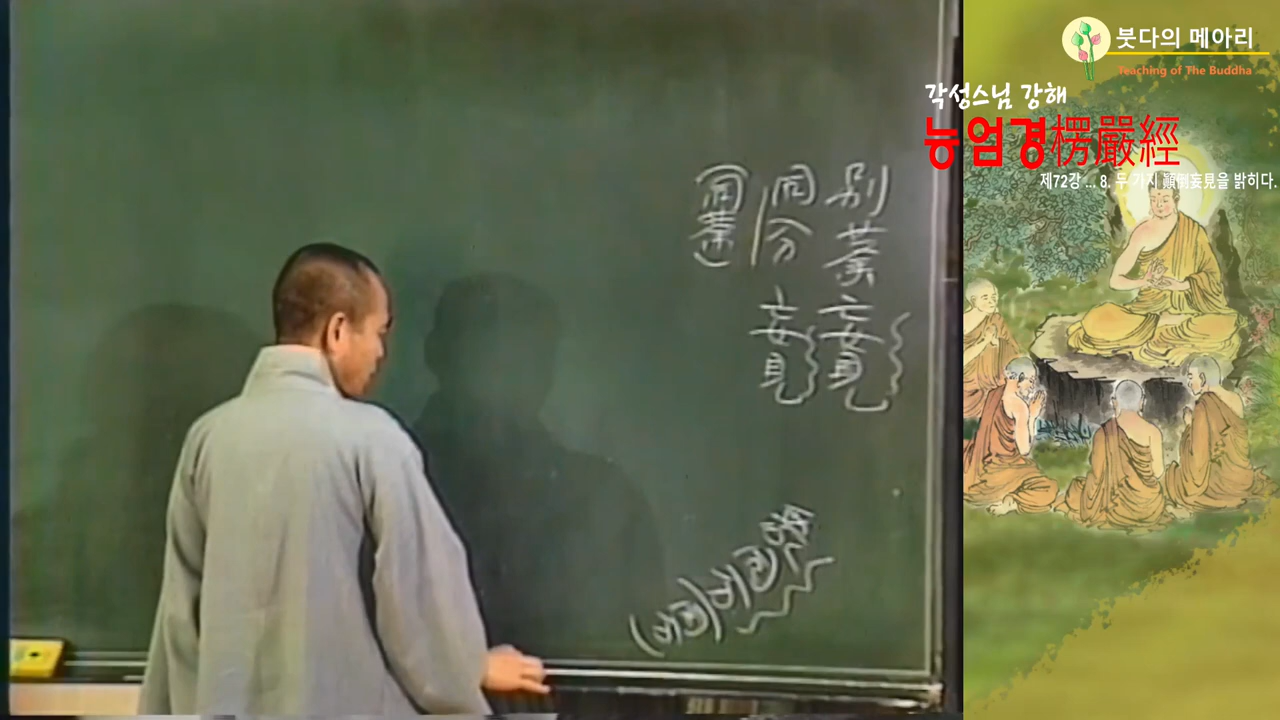 붓다의 메아리
Teaching of The Buddha
각성스님 강해
능엄경楞嚴經
제72강 ... 8. 두 가지 顚倒妄見을 밝히다.
別業妄見
同分妄見
同業